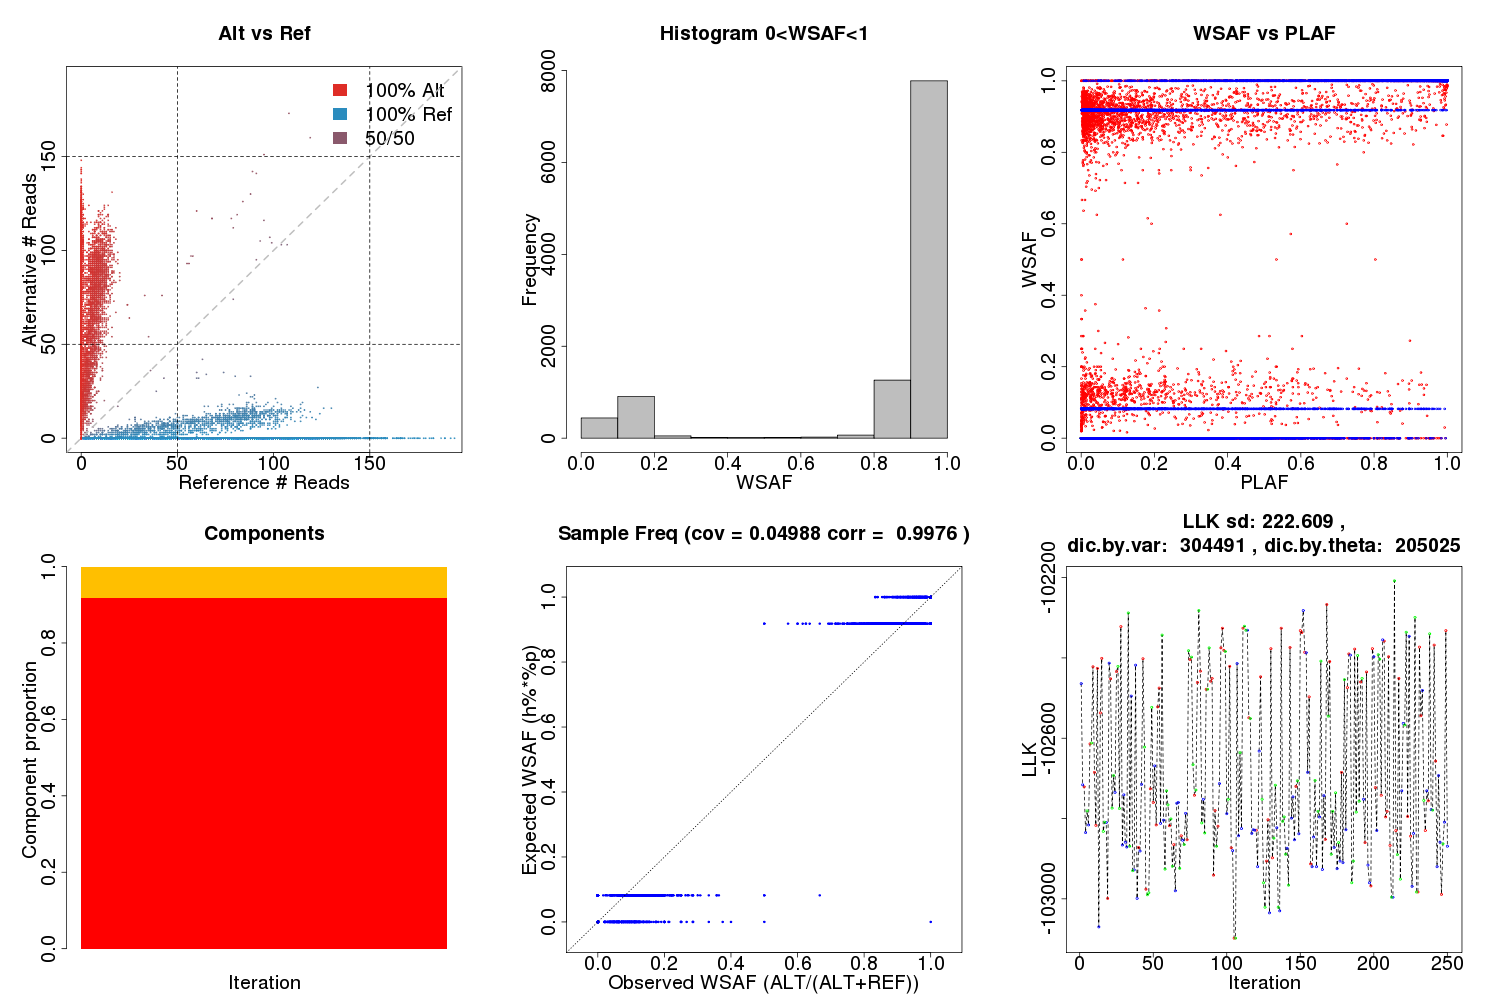 Alt vs Ref
100% Alt
100% Ref
50/50
Alternative # Reads
0 50 100 150
0 50 100 150
Reference # Reads
Histogram 0<WSAF<1
Frequency
0 2000 4000 6000 8000
0.0 0.2 0.4 0.6 0.8 1.0
WSAF
WSAF vs PLAF
WSAF
0.0 0.2 0.4 0.6 0.8 1.0
0.0 0.2 0.4 0.6 0.8 1.0
PLAF
Components
Component proportion
0.0 0.2 0.4 0.6 0.8 1.0
Iteration
Sample Freq (cov = 0.04988 corr = 0.9976 )
Expected WSAF (h%*%p)
0.0 0.2 0.4 0.6 0.8 1.0
0.0 0.2 0.4 0.6 0.8 1.0
Observed WSAF (ALT/(ALT+REF))
LLK sd: 222.609 ,
dic.by.var: 304491 , dic.by.theta: 205025
LLK
-103000 -102600 -102200
0 50 100 150 200 250
Iteration